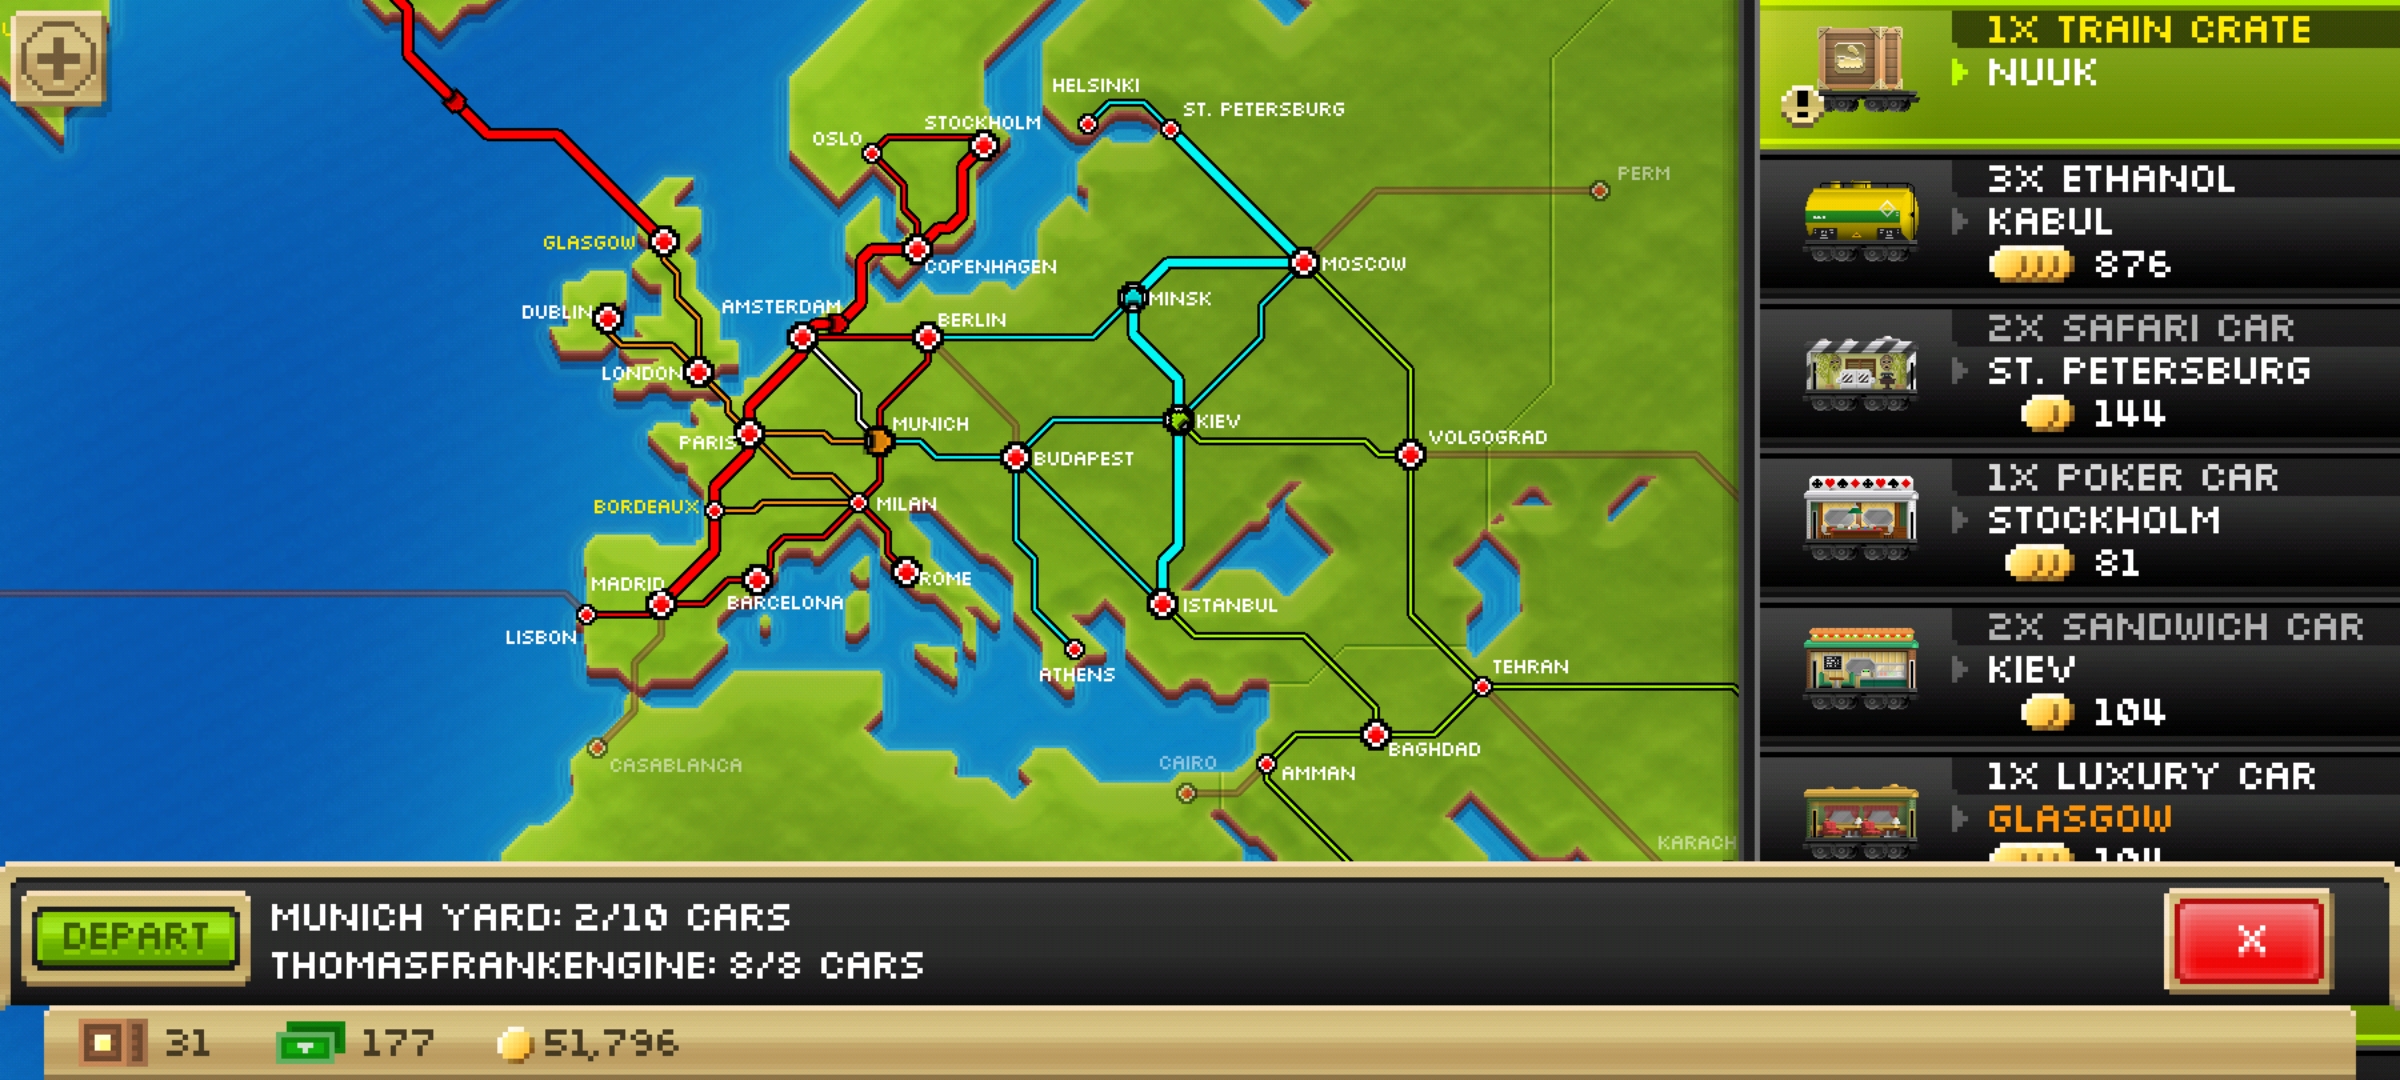 HELSINKI
ST. PETERSBURG
STOCKHOLM
OSLO
PERM
GLASGOW
COPENHAGEN
MOSCOW
MINSK
AMSTERDAM
DUBLIN
BERLIN
LONDON
MUNICH
KIEV
PARIS
VOLGOGRAD
BUDAPEST
BORDEAUX
MILAN
MADRID
ROME
BARCELONA
ISTANBUL
LISBON
ATHENS
TEHRAN
BAGHDAD
CASABLANCA
CAIRO
AMMAN
KARACH
1X TRAIN CRATE
NUUK
3X ETHANOL
KABUL
876
2X SAFARI CAR
ST. PETERSBURG
144
1X POKER CAR
STOCKHOLM
81
2X SANDWICH CAR
KIEV
104
1X LUXURY CAR
GLASGOW
104
DEPART
MUNICH YARD: 2/10 CARS
THOMASFRANKENGINE: 8/8 CARS
X
31
177
51,796